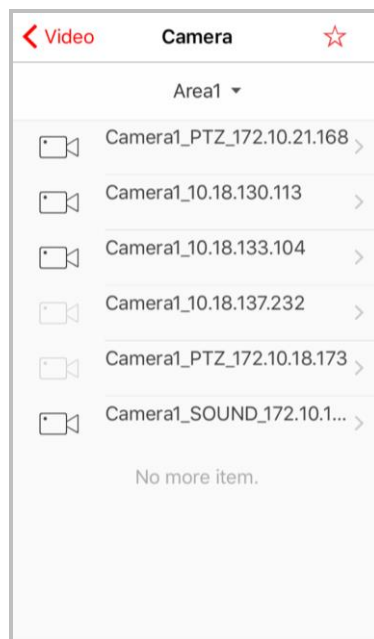 Video
Camera
Area1
Camera1_PTZ_172.10.21.168
Camera1_10.18.130.113
Camera1_10.18.133.104
Camera1_10.18.137.232
Camera1_PTZ_172.10.18.173
Camera1_SOUND_172.10.1...
No more item.